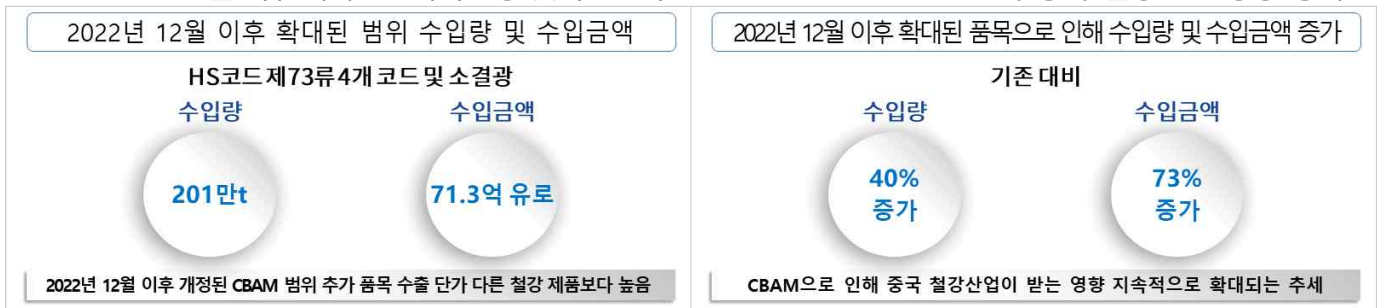 2022년 12월 이후 확대된 범위 수입량 및 수입금액
HS코드 제73류 4개 코드 및 소결광
수입량
수입금액
201만t
71.3억 유로
2022년 12월 이후 개정된 CBAM 범위 추가 품목 수출 단가 다른 철강 제품보다 높음
2022년 12월 이후 확대된 품목으로 인해 수입량 및 수입금액 증가
기존 대비
수입량
수입금액
40%
증가
73%
증가
CBAM으로 인해 중국 철강산업이 받는 영향 지속적으로 확대되는 추세